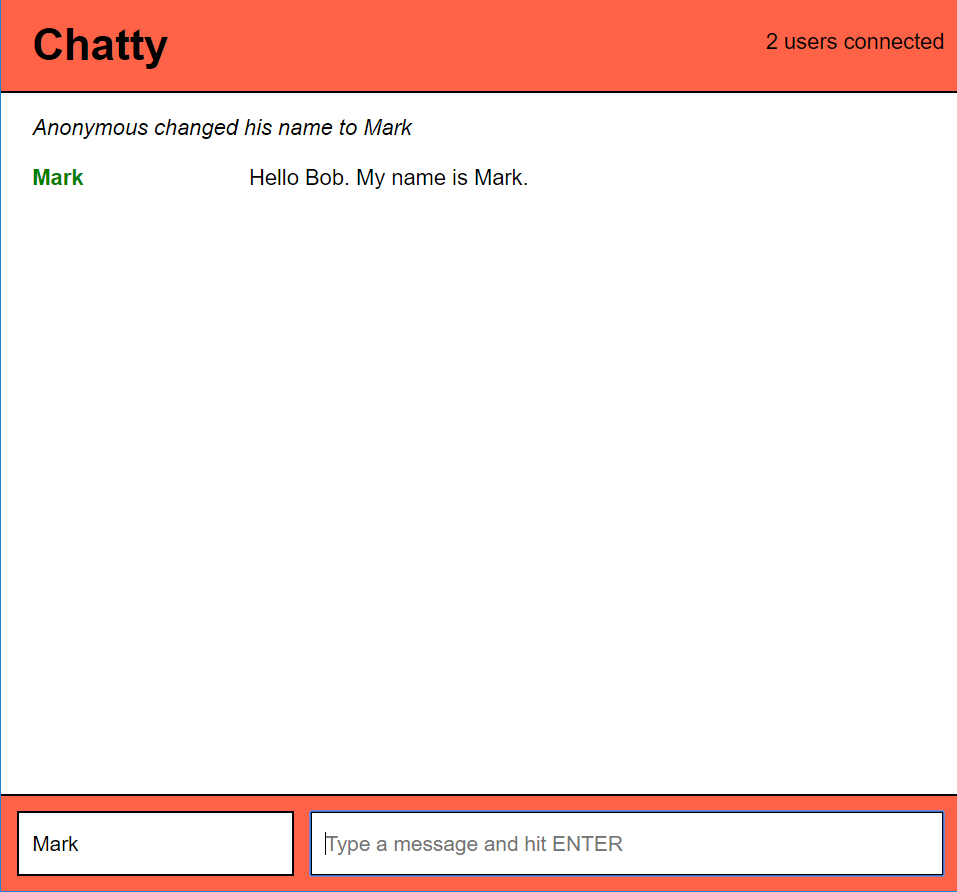 Chatty
2 users connected
Anonymous changed his name to Mark
Mark Hello Bob. My name is Mark.
Mark
Type a message and hit ENTER